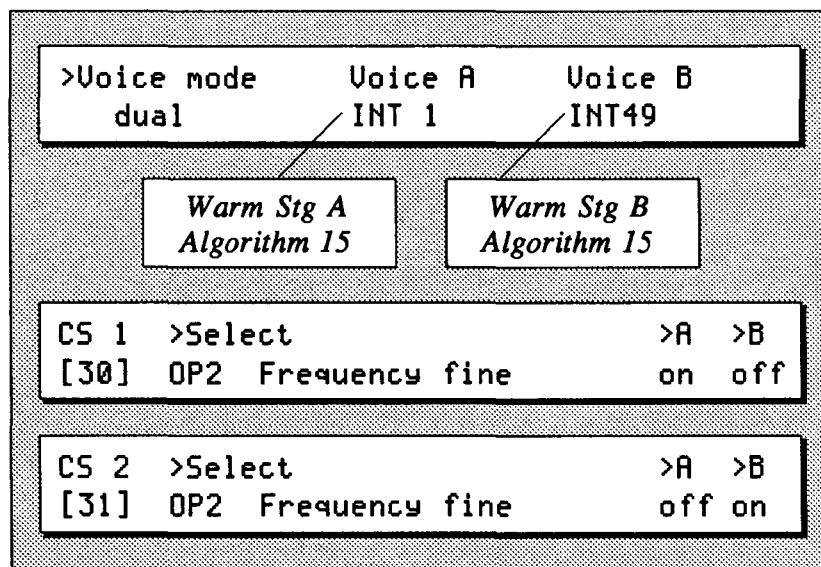 >Voice mode Voice A Voice B
dual INT 1 INT49
Warm Stg A Warm Stg B
Algorithm 15 Algorithm 15
CS 1 >Select >A >B
[30] OP2 Frequency fine on off
CS 2 >Select >A >B
[31] OP2 Frequency fine off on